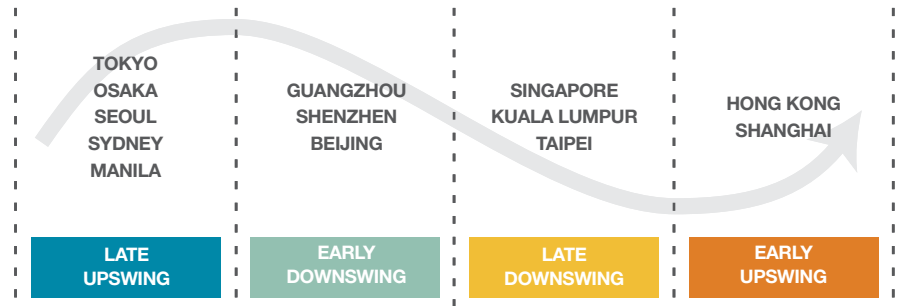 TOKYO
OSAKA
SEOUL
SYDNEY
MANILA
GUANGZHOU
SHENZHEN
BEIJING
SINGAPORE
KUALA LUMPUR
TAIPEI
HONG KONG
SHANGHAI
LATE
UPSWING
EARLY
DOWNSWING
LATE
DOWNSWING
EARLY
UPSWING